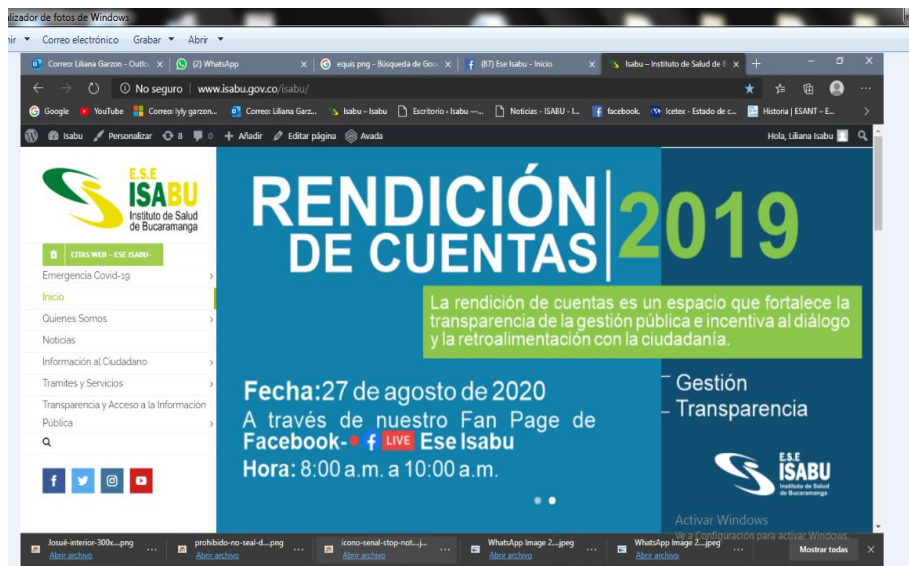 alizador de fotos de Windows
Correo electrónico Grabar Abrir
Correo: Liliana Garzon - Outlo
(2) WhatsApp
equis png - Búsqueda de Goo
(87) Ese Isabu - Inicio
Isabu – Instituto de Salud de B
No seguro | www.isabu.gov.co/isabu/
Google
YouTube
Correo: lyly garzon...
Correo: Liliana Garz...
Isabu – Isabu
Escritorio ‹ Isabu —...
Noticias - ISABU - I...
facebook.
Icetex - Estado de c...
Historia | ESANT – E...
Isabu Personalizar 8 0 Añadir Editar página Avada
Hola, Liliana Isabu
E.S.E
ISABU
Instituto de Salud
de Bucaramanga
CITAS WEB – ESE ISABU-
Emergencia Covid-19
Inicio
Quienes Somos
Noticias
Información al Ciudadano
Tramites y Servicios
Transparencia y Acceso a la Información
Pública
RENDICIÓN
DE CUENTAS
2019
La rendición de cuentas es un espacio que fortalece la
transparencia de la gestión pública e incentiva al diálogo
y la retroalimentación con la ciudadanía.
Fecha:27 de agosto de 2020
A través de nuestro Fan Page de
Facebook- LIVE Ese Isabu
Hora: 8:00 a.m. a 10:00 a.m.
Gestión
Transparencia
E.S.E
ISABU
Instituto de Salud
de Bucaramanga
Activar Windows
Ve a Configuración para activar Windows.
Josué-interior-300x....png
Abrir archivo
prohibido-no-seal-d....png
Abrir archivo
icono-senal-stop-not....j...
Abrir archivo
WhatsApp Image 2....jpeg
Abrir archivo
WhatsApp Image 2....jpeg
Abrir archivo
Mostrar todas